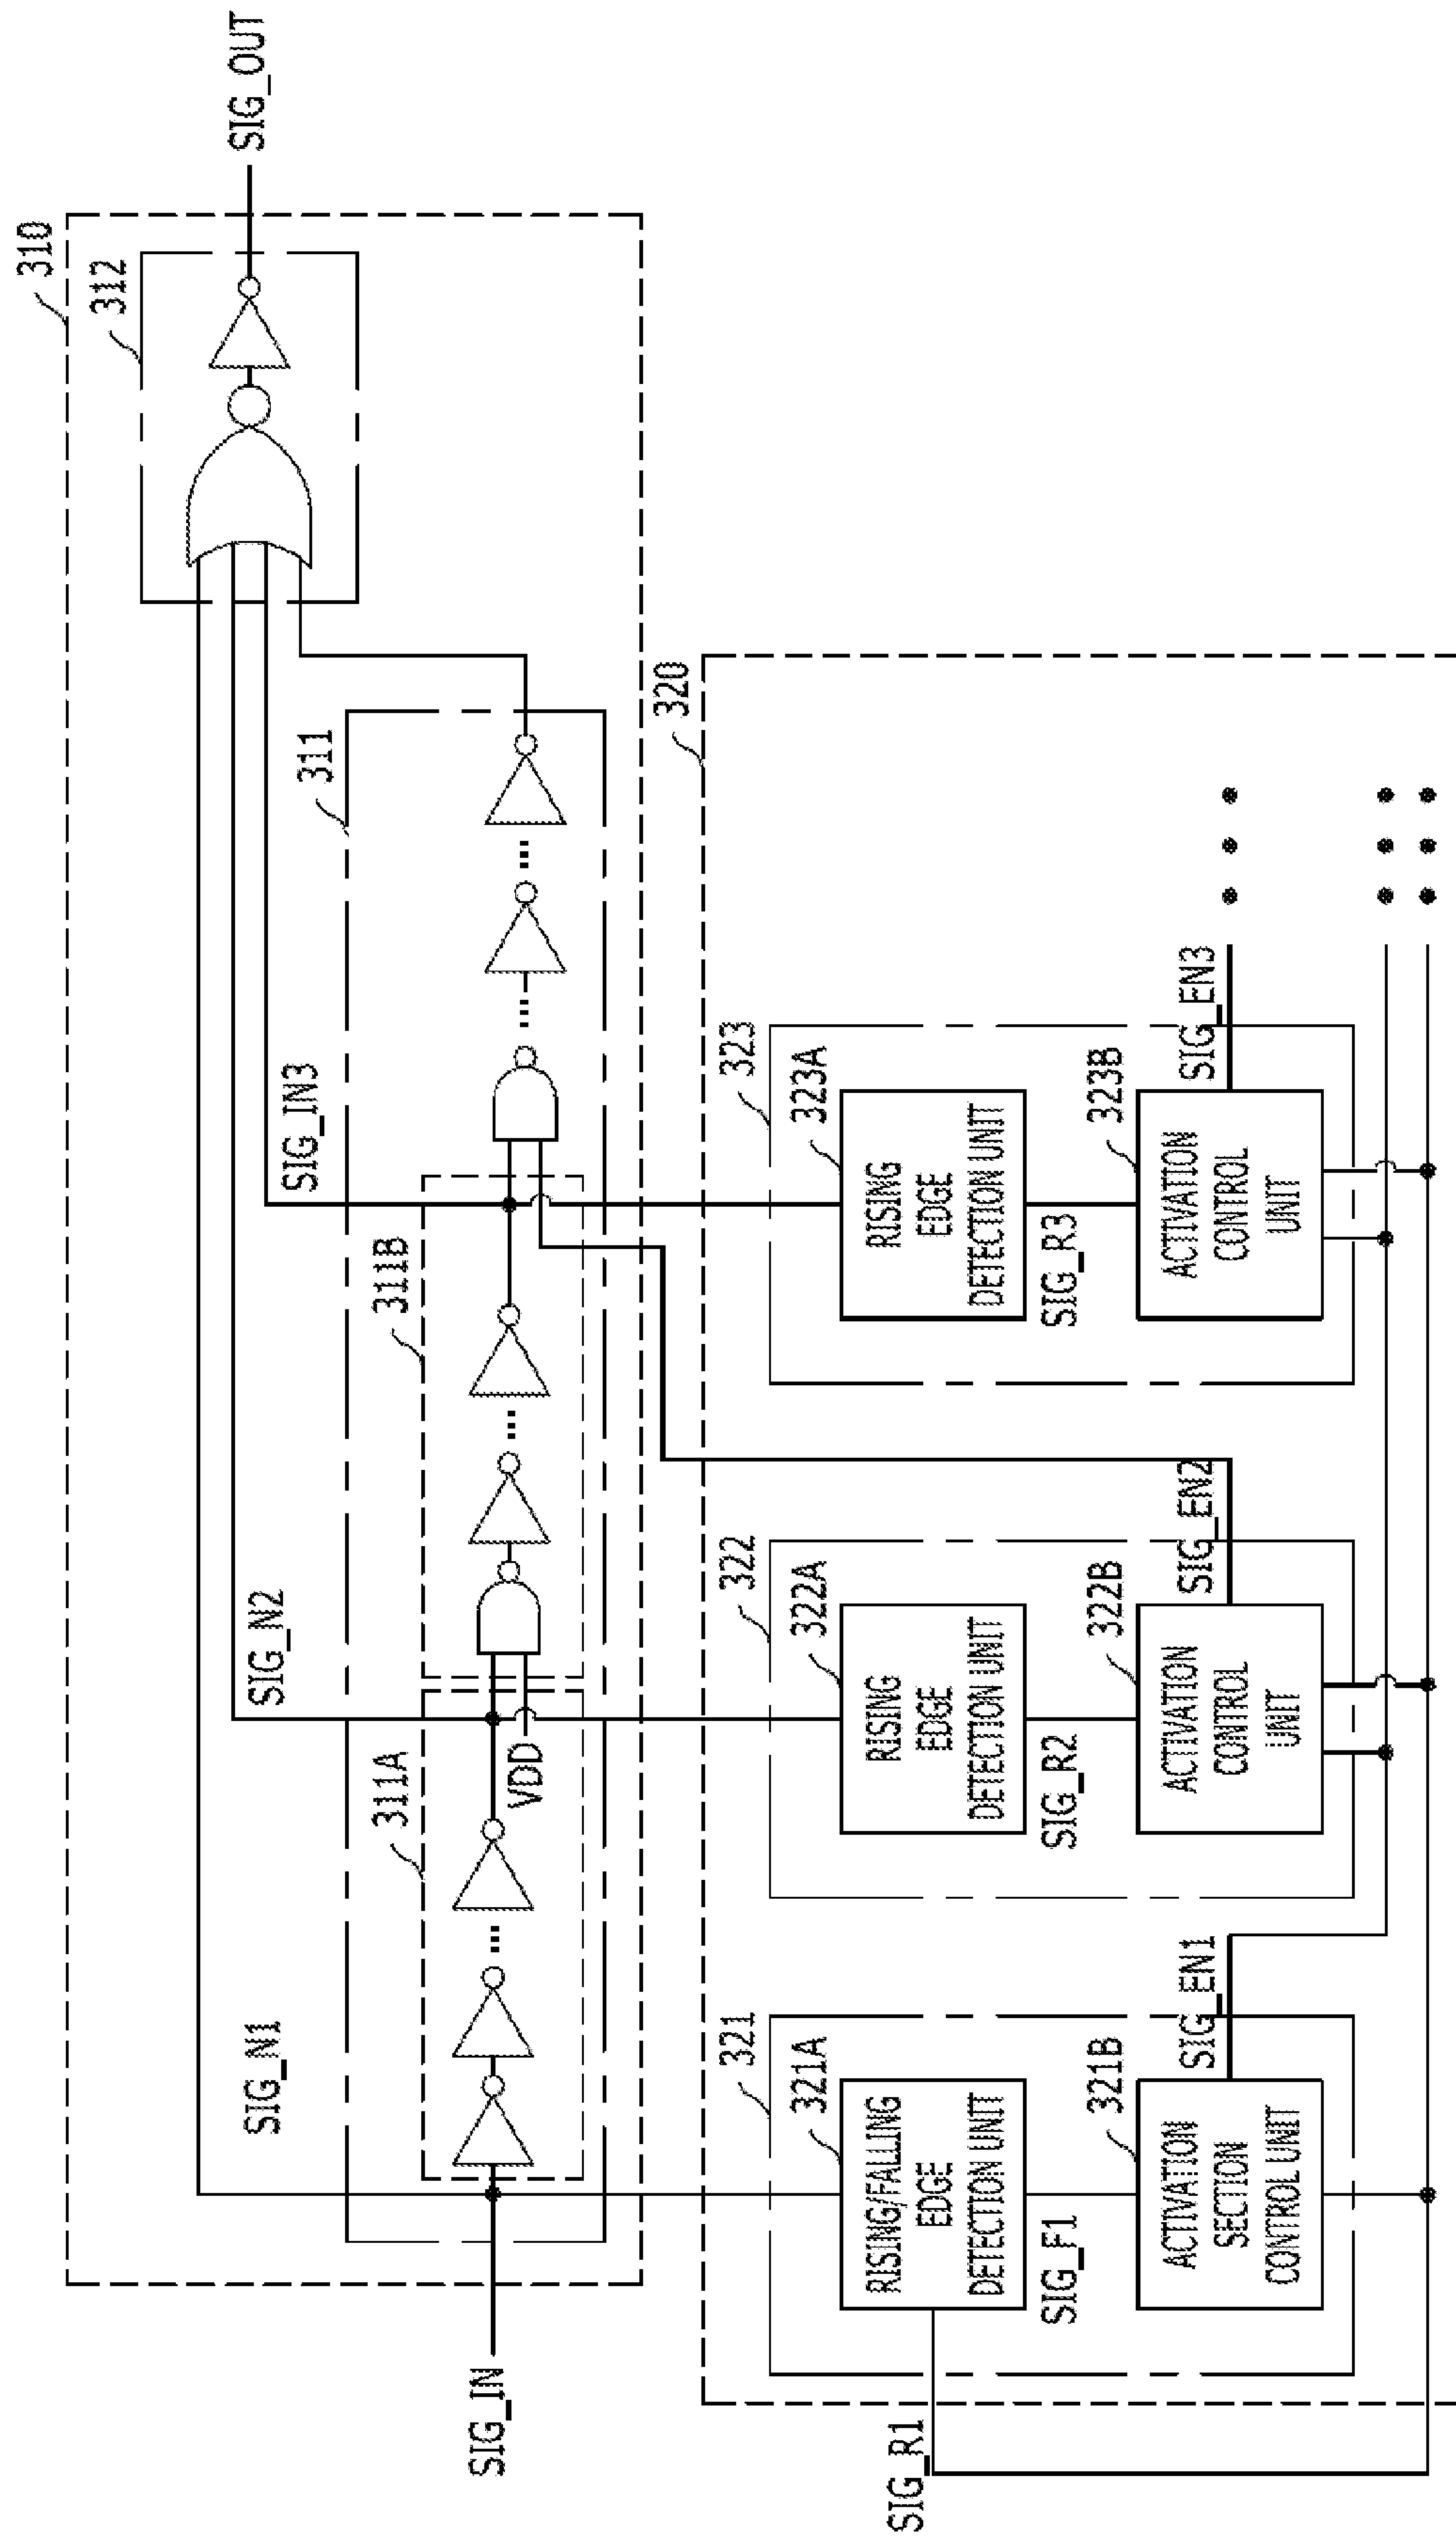 310
312
SIG_OUT
SIG_N1
SIG_N2
SIG_IN3
311
311A
311B
VDD
SIG_IN
320
321
321A
RISING/FALLING
EDGE
DETECTION UNIT
SIG_R1
SIG_F1
321B
ACTIVATION
SECTION
CONTROL UNIT
SIG_EN1
322
322A
RISING
EDGE
DETECTION UNIT
SIG_R2
322B
ACTIVATION
CONTROL
UNIT
SIG_EN2
323
323A
RISING
EDGE
DETECTION UNIT
SIG_R3
323B
ACTIVATION
CONTROL
UNIT
SIG_EN3